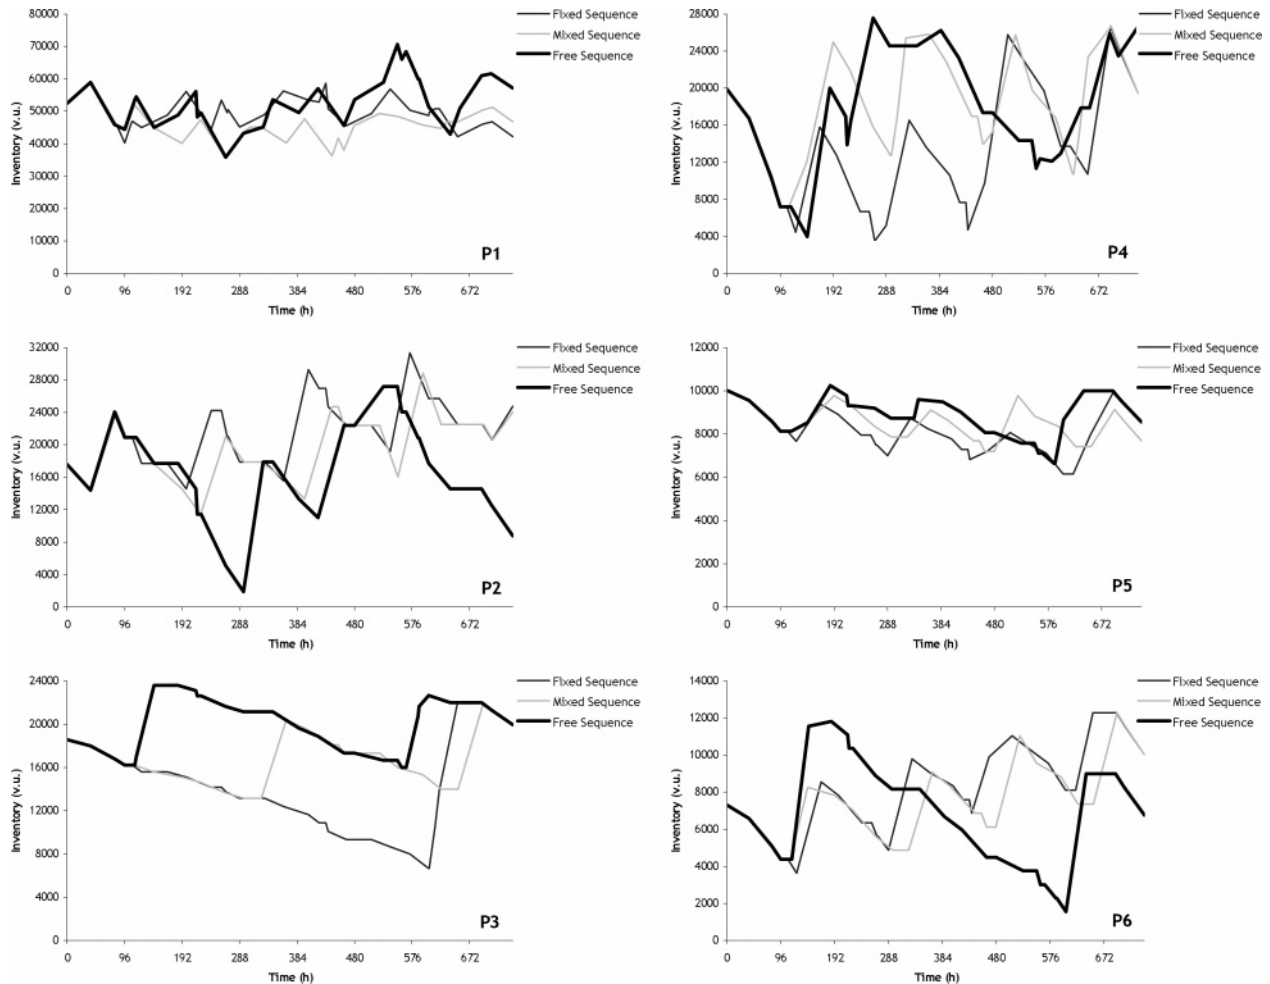 80000
70000
60000
50000
40000
30000
20000
10000
0
Inventory (v.u.)
0 96 192 288 384 480 576 672
Time (h)
Fixed Sequence
Mixed Sequence
Free Sequence
P1
28000
24000
20000
16000
12000
8000
4000
0
Inventory (v.u.)
0 96 192 288 384 480 576 672
Time (h)
Fixed Sequence
Mixed Sequence
Free Sequence
P4
32000
28000
24000
20000
16000
12000
8000
4000
0
Inventory (v.u.)
0 96 192 288 384 480 576 672
Time (h)
Fixed Sequence
Mixed Sequence
Free Sequence
P2
12000
10000
8000
6000
4000
2000
0
Inventory (v.u.)
0 96 192 288 384 480 576 672
Time (h)
Fixed Sequence
Mixed Sequence
Free Sequence
P5
24000
20000
16000
12000
8000
4000
0
Inventory (v.u.)
0 96 192 288 384 480 576 672
Time (h)
Fixed Sequence
Mixed Sequence
Free Sequence
P3
14000
12000
10000
8000
6000
4000
2000
0
Inventory (v.u.)
0 96 192 288 384 480 576 672
Time (h)
Fixed Sequence
Mixed Sequence
Free Sequence
P6